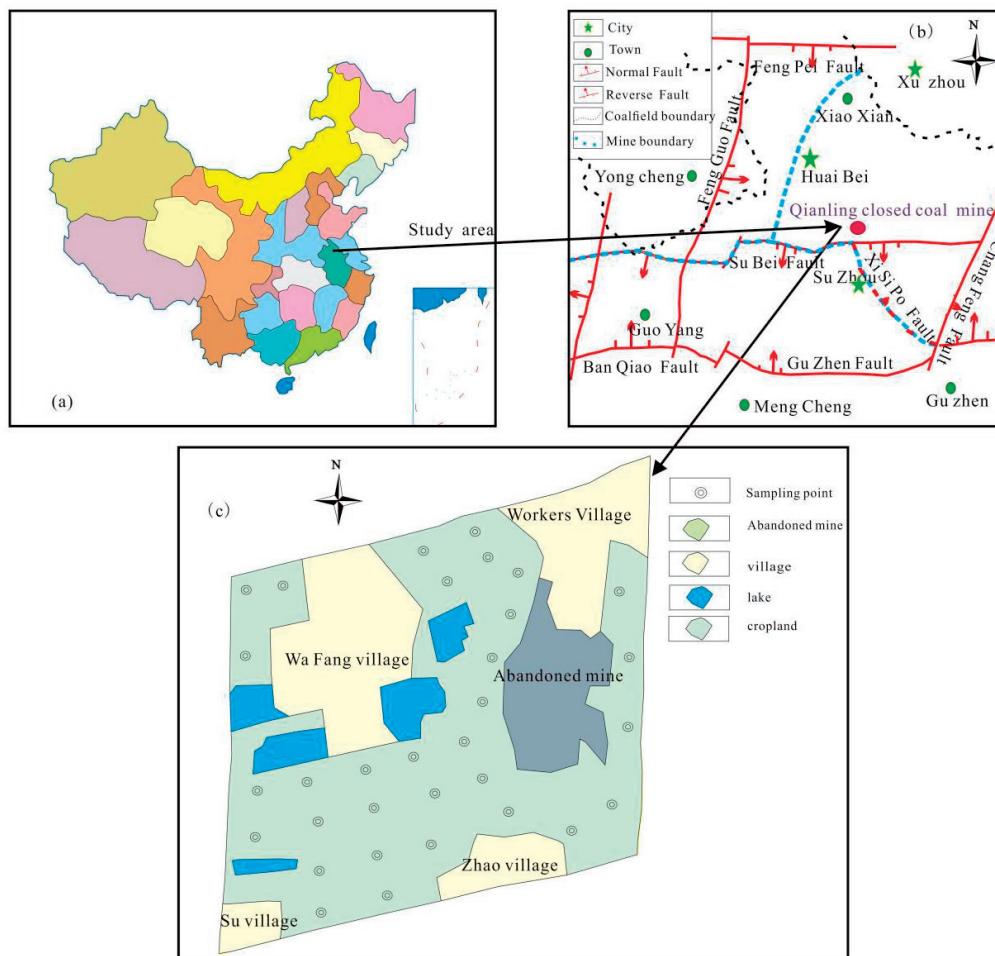 (a)
Study area
(b)
N
City
Town
Normal Fault
Reverse Fault
Coalfield boundary
Mine boundary
Feng Pei Fault
Xu zhou
Xiao Xian
Feng Guo Fault
Yong cheng
Huai Bei
Qianling closed coal mine
Su Bei Fault
Su Zhou
Xi Si Po Fault
Chang Feng Fault
Guo Yang
Ban Qiao Fault
Gu Zhen Fault
Meng Cheng
Gu zhen
(c)
N
Sampling point
Abandoned mine
village
lake
cropland
Workers Village
Wa Fang village
Abandoned mine
Zhao village
Su village